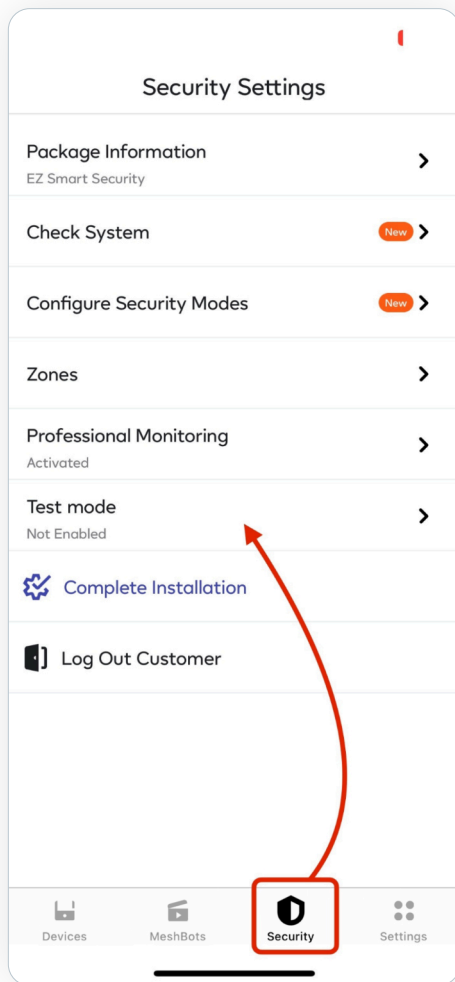 Security Settings
Package Information
EZ Smart Security
Check System
New
Configure Security Modes
New
Zones
Professional Monitoring
Activated
Test mode
Not Enabled
Complete Installation
Log Out Customer
Devices
MeshBots
Security
Settings